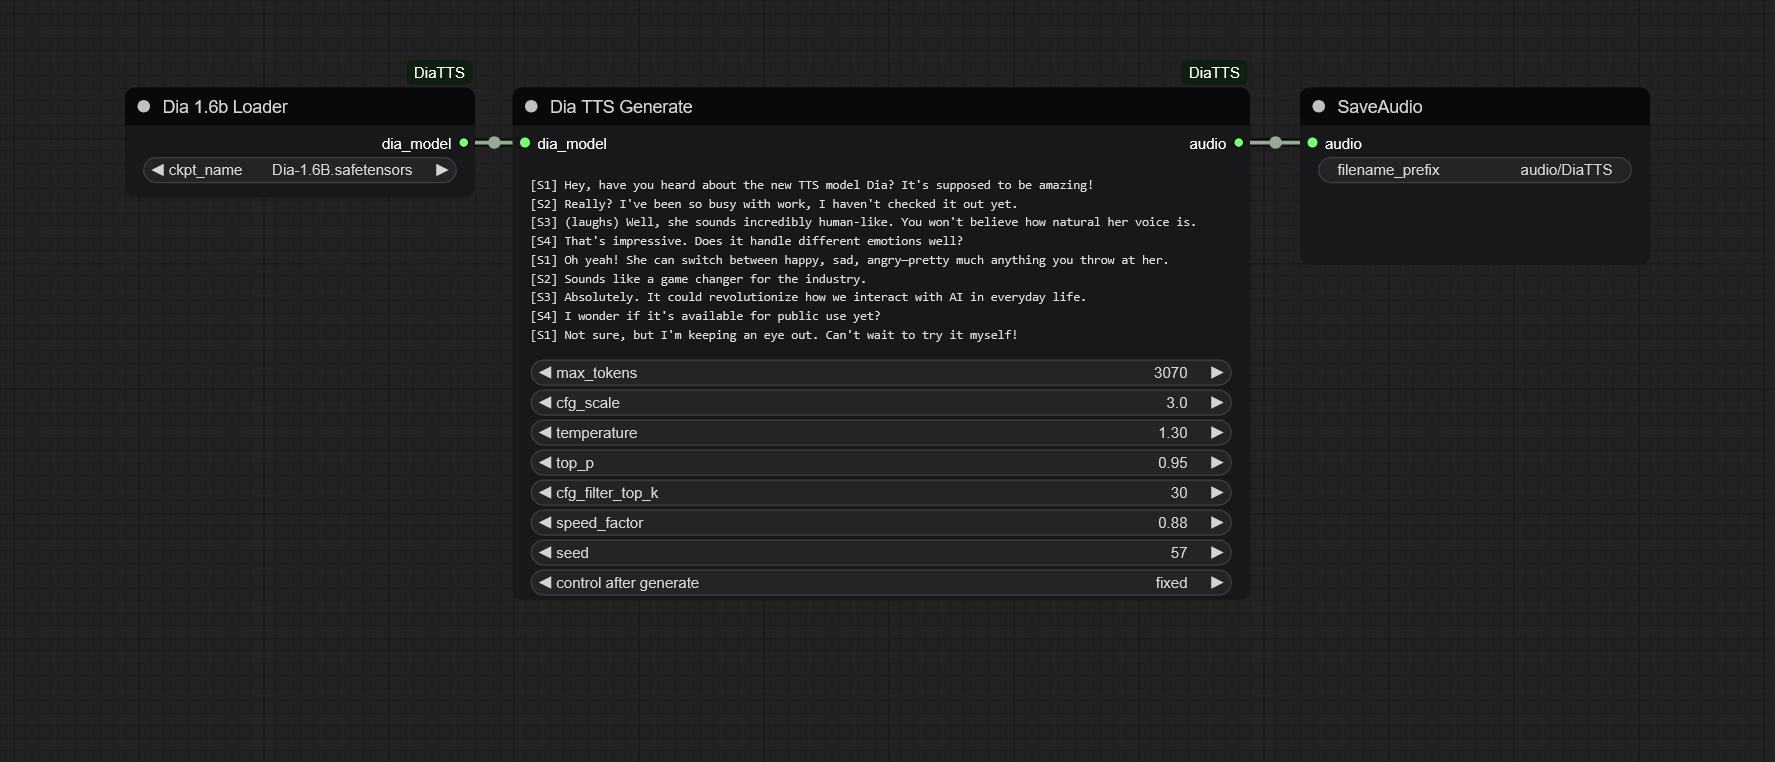 DiaTTS
Dia 1.6b Loader
dia_model
ckpt_name Dia-1.6B.safetensors
DiaTTS
Dia TTS Generate
dia_model
audio
[S1] Hey, have you heard about the new TTS model Dia? It's supposed to be amazing!
[S2] Really? I've been so busy with work, I haven't checked it out yet.
[S3] (laughs) Well, she sounds incredibly human-like. You won't believe how natural her voice is.
[S4] That's impressive. Does it handle different emotions well?
[S1] Oh yeah! She can switch between happy, sad, angry—pretty much anything you throw at her.
[S2] Sounds like a game changer for the industry.
[S3] Absolutely. It could revolutionize how we interact with AI in everyday life.
[S4] I wonder if it's available for public use yet?
[S1] Not sure, but I'm keeping an eye out. Can't wait to try it myself!
max_tokens 3070
cfg_scale 3.0
temperature 1.30
top_p 0.95
cfg_filter_top_k 30
speed_factor 0.88
seed 57
control after generate fixed
SaveAudio
audio
filename_prefix audio/DiaTTS